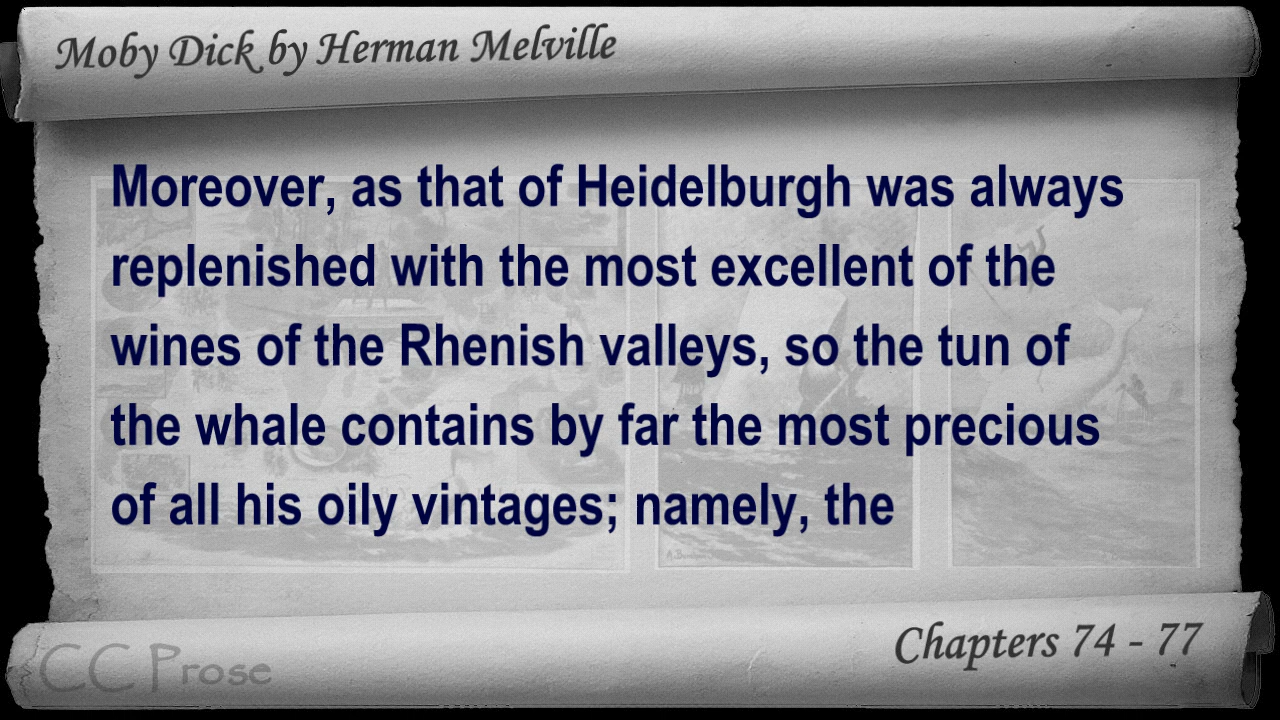 Moby Dick by Herman Melville
Moreover, as that of Heidelburgh was always
replenished with the most excellent of the
wines of the Rhenish valleys, so the tun of
the whale contains by far the most precious
of all his oily vintages; namely, the
Chapters 74 - 77
CC Prose